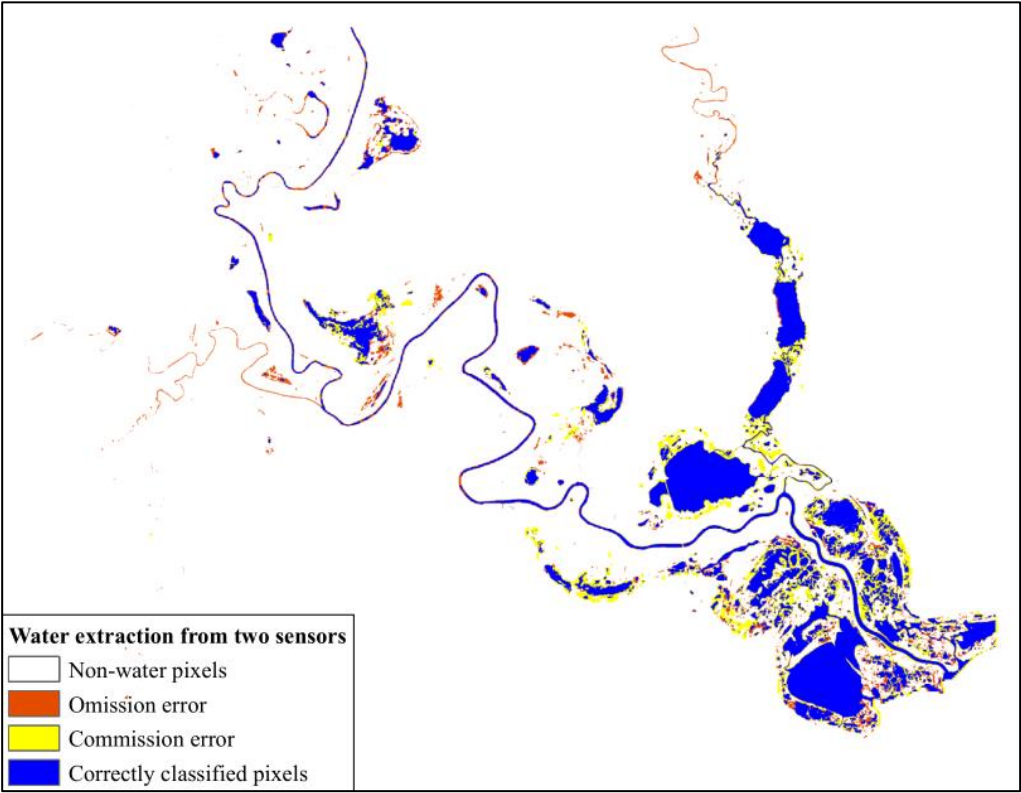 Water extraction from two sensors
Non-water pixels
Omission error
Commission error
Correctly classified pixels